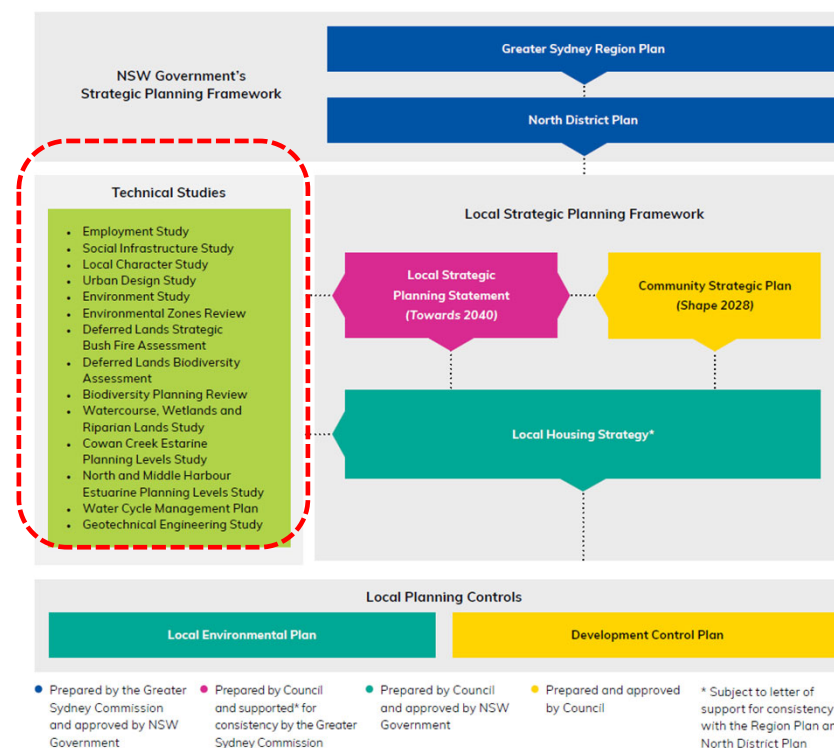 Greater Sydney Region Plan
NSW Government's
Strategic Planning Framework
North District Plan
Technical Studies
• Employment Study
• Social Infrastructure Study
• Local Character Study
• Urban Design Study
• Environment Study
• Environmental Zones Review
• Deferred Lands Strategic
Bush Fire Assessment
• Deferred Lands Biodiversity
Assessment
• Biodiversity Planning Review
• Watercourse, Wetlands and
Riparian Lands Study
• Cowan Creek Estarine
Planning Levels Study
• North and Middle Harbour
Estuarine Planning Levels Study
• Water Cycle Management Plan
• Geotechnical Engineering Study
Local Strategic Planning Framework
Local Strategic
Planning Statement
(Towards 2040)
Community Strategic Plan
(Shape 2028)
Local Housing Strategy*
Local Planning Controls
Local Environmental Plan
Development Control Plan
Prepared by the Greater
Sydney Commission
and approved by NSW
Government
Prepared by Council
and supported* for
consistency by the Greater
Sydney Commission
Prepared by Council
and approved by NSW
Government
Prepared and approved
by Council
* Subject to letter of
support for consistency
with the Region Plan an
North District Plan